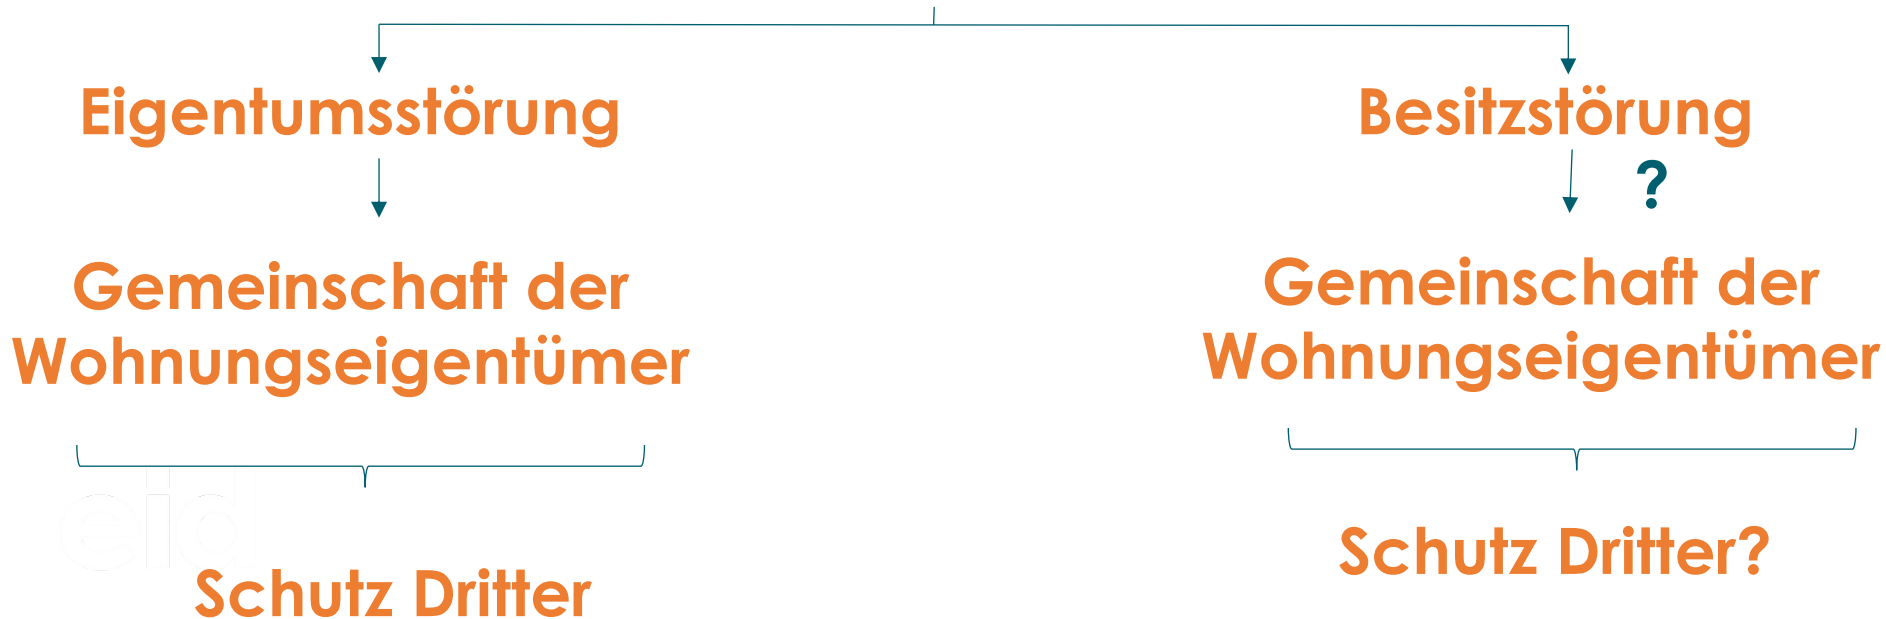 Eigentumsstörung
Besitzstörung
?
Gemeinschaft der
Wohnungseigentümer
Gemeinschaft der
Wohnungseigentümer
Schutz Dritter
Schutz Dritter?